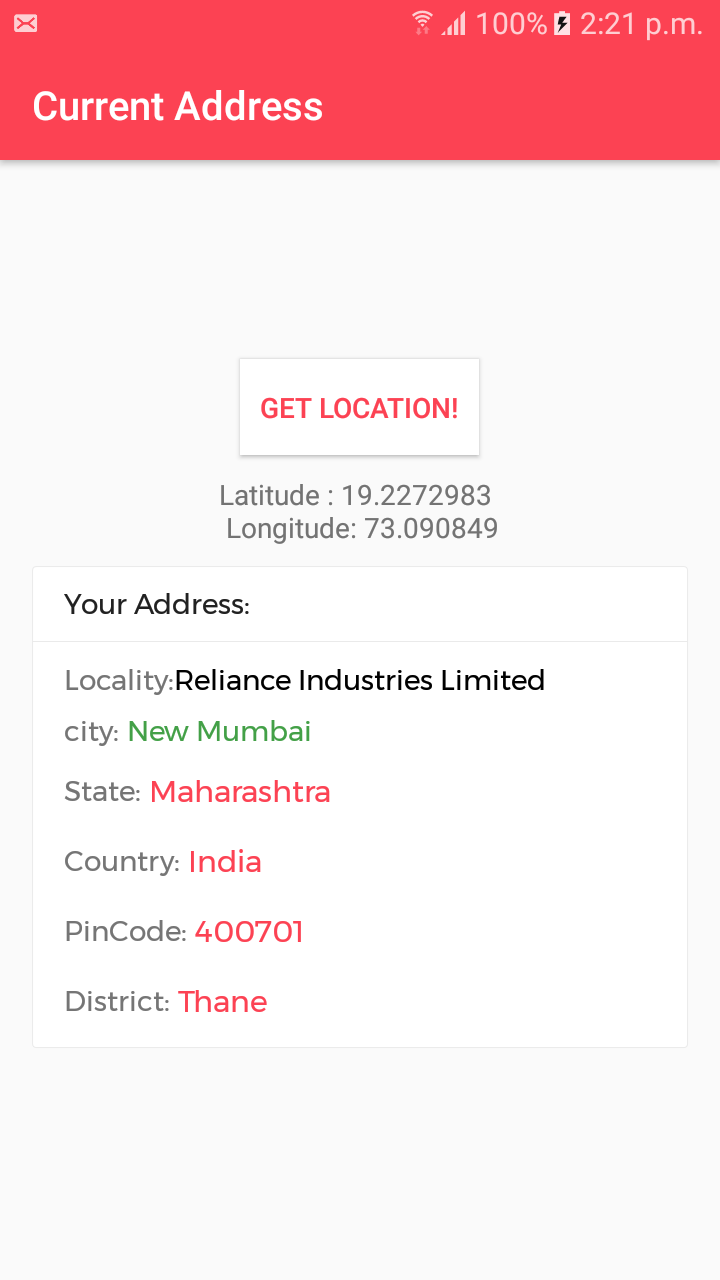 100% 2:21 p.m.
Current Address
GET LOCATION!
Latitude : 19.2272983
Longitude: 73.090849
Your Address:
Locality:Reliance Industries Limited
city: New Mumbai
State: Maharashtra
Country: India
PinCode: 400701
District: Thane